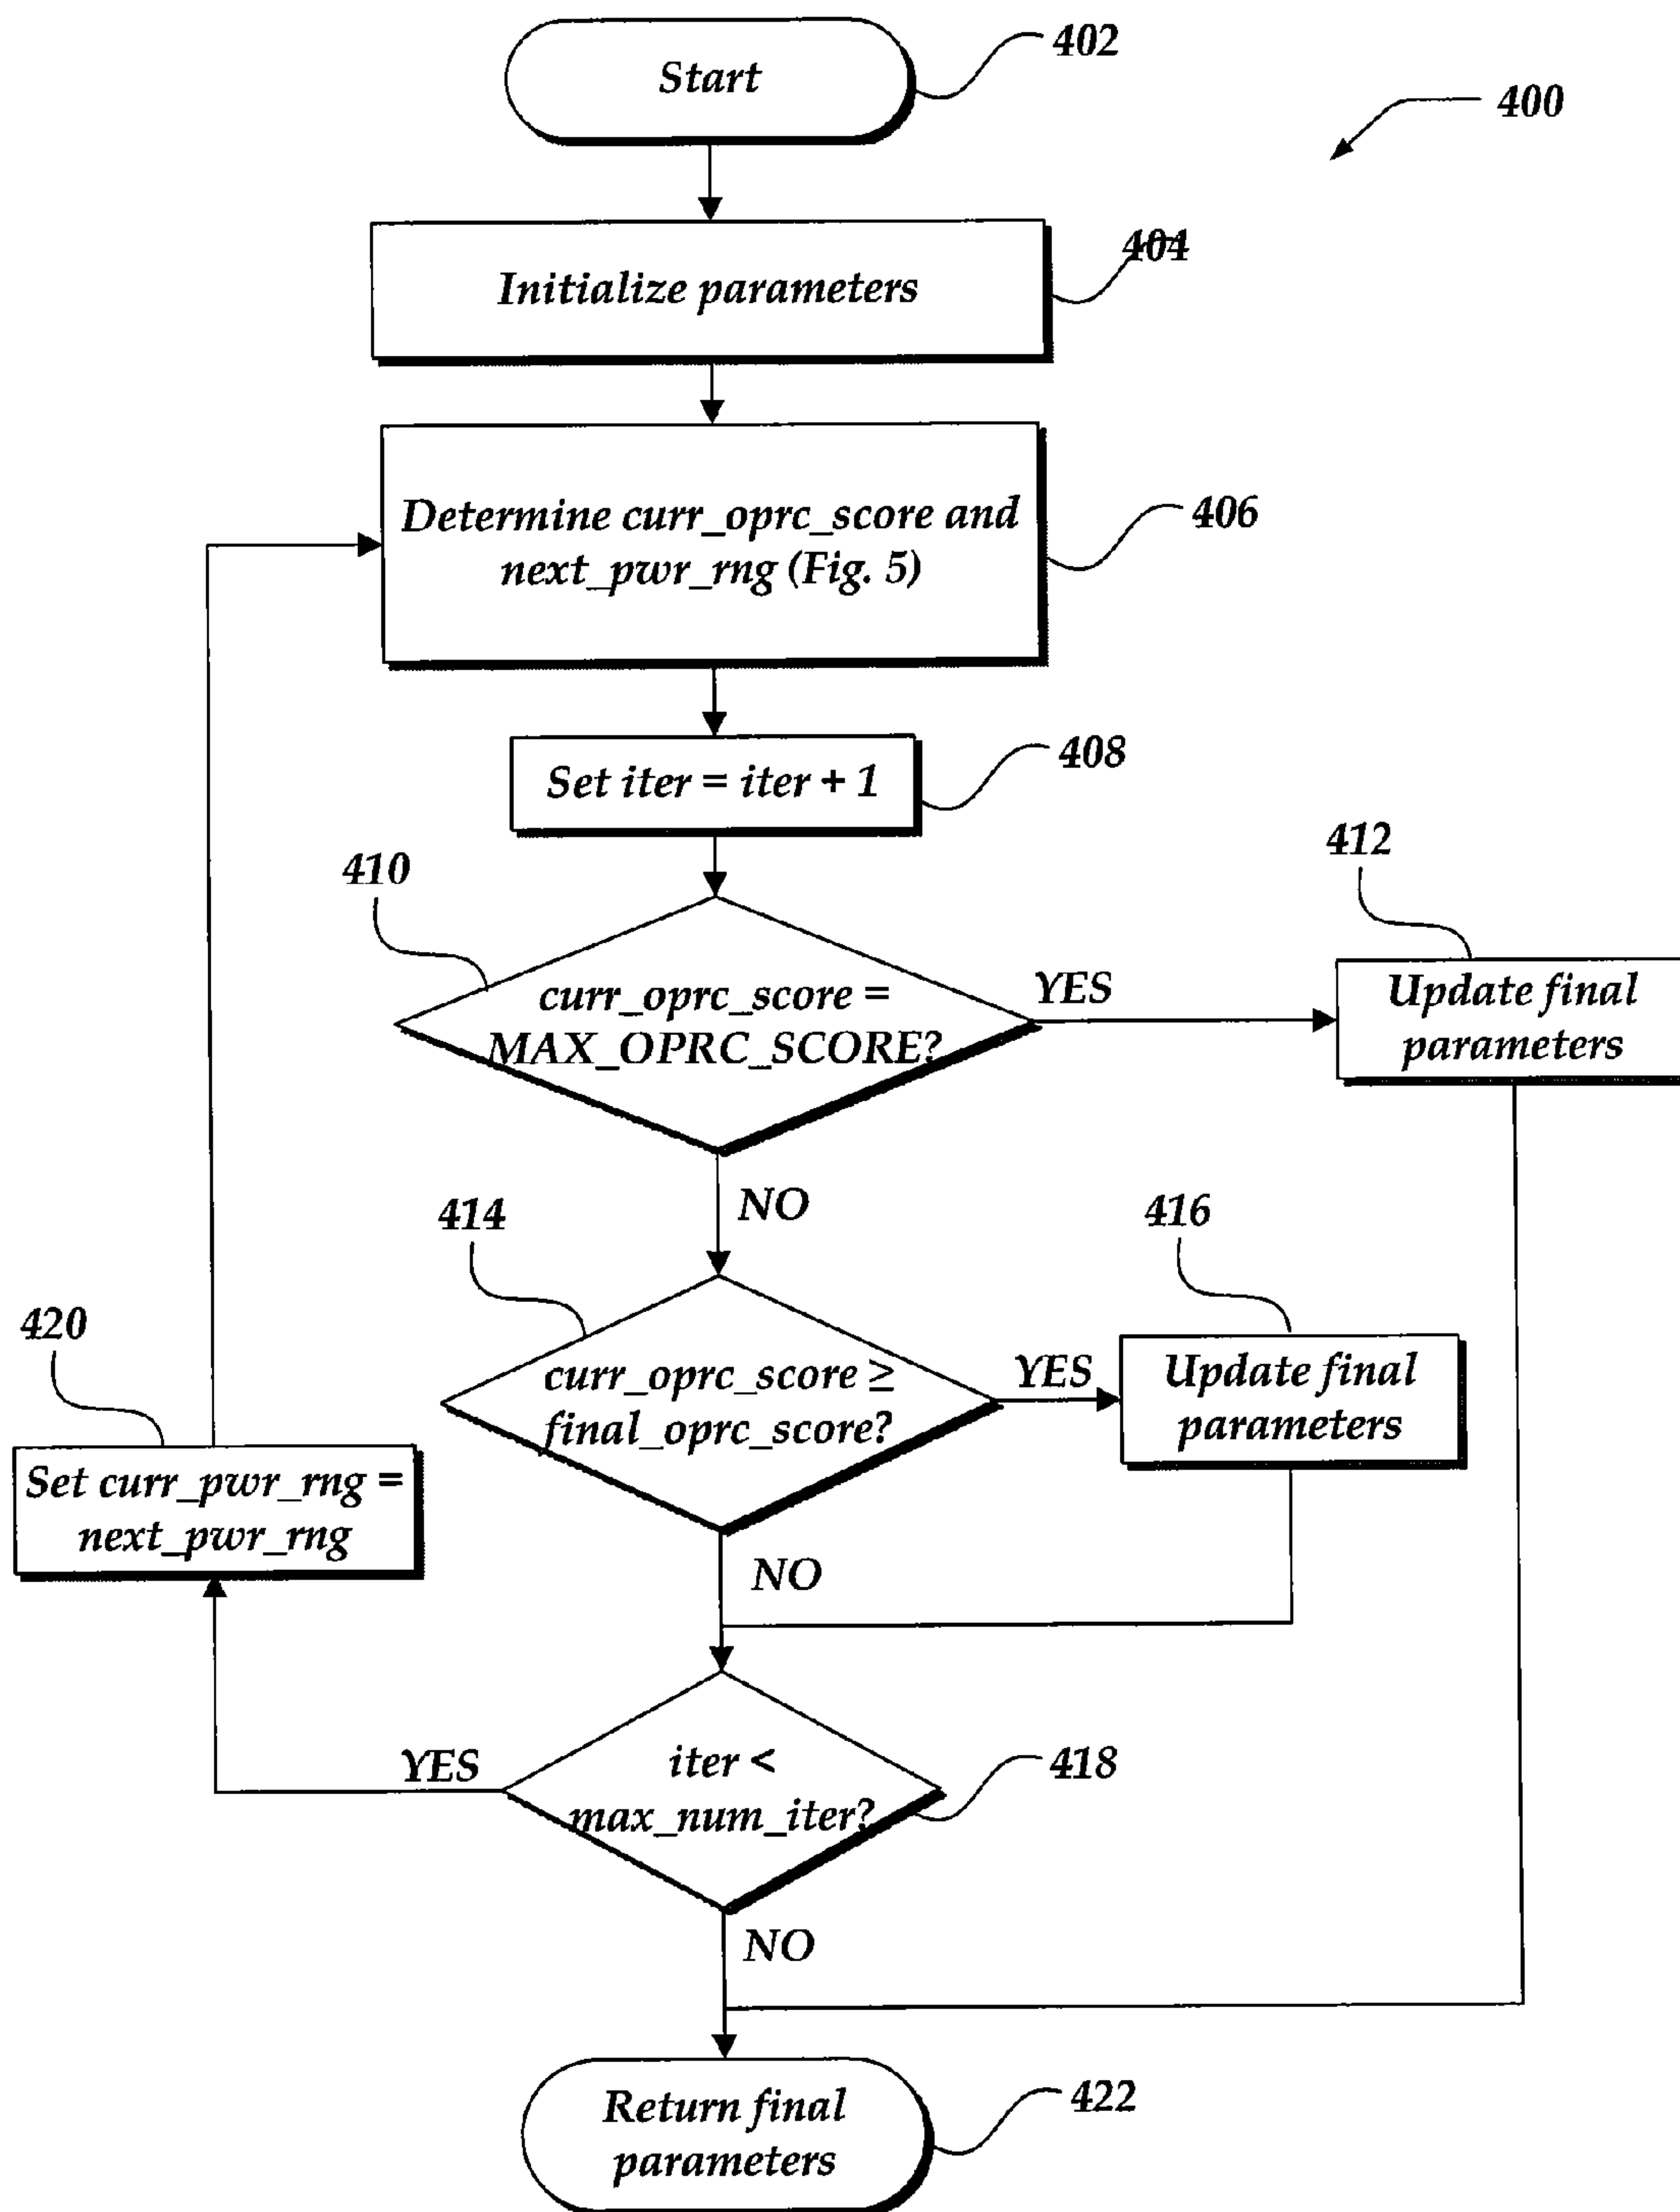 Start
402
400
Initialize parameters
404
Determine curr_oprc_score and
next_pwr_rng (Fig. 5)
406
Set iter = iter + 1
408
410
curr_oprc_score =
MAX_OPRC_SCORE?
YES
412
Update final
parameters
NO
414
curr_oprc_score ≥
final_oprc_score?
YES
416
Update final
parameters
420
Set curr_pwr_rng =
next_pwr_rng
NO
iter <
max_num_iter?
YES
418
NO
Return final
parameters
422